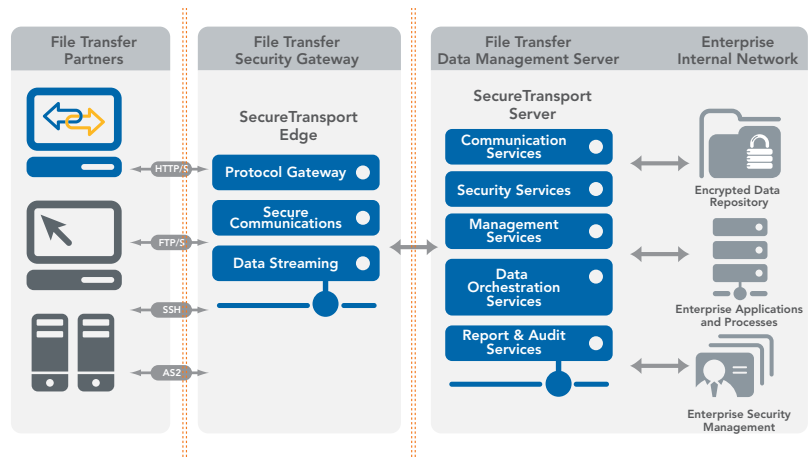 File Transfer
Partners
File Transfer
Security Gateway
File Transfer
Data Management Server
Enterprise
Internal Network
SecureTransport
Edge
SecureTransport
Server
HTTP/S
FTP/S
SSH
AS2
Protocol Gateway
Secure
Communications
Data Streaming
Communication
Services
Security Services
Management
Services
Data
Orchestration
Services
Report & Audit
Services
Encrypted Data
Repository
Enterprise Applications
and Processes
Enterprise Security
Management